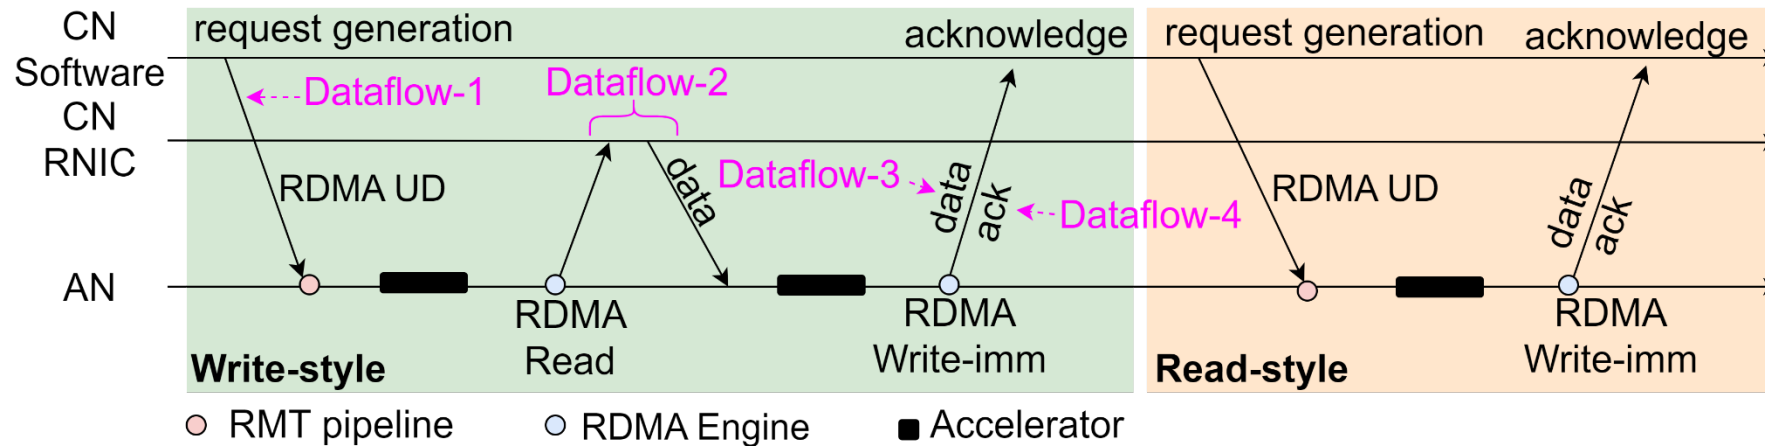 CN
Software
CN
RNIC
AN
request generation
acknowledge
Dataflow-1
Dataflow-2
RDMA UD
data
Dataflow-3
data
ack
Dataflow-4
RDMA
Read
RDMA
Write-imm
Write-style
request generation
acknowledge
RDMA UD
data
ack
RDMA
Write-imm
Read-style
RMT pipeline
RDMA Engine
Accelerator